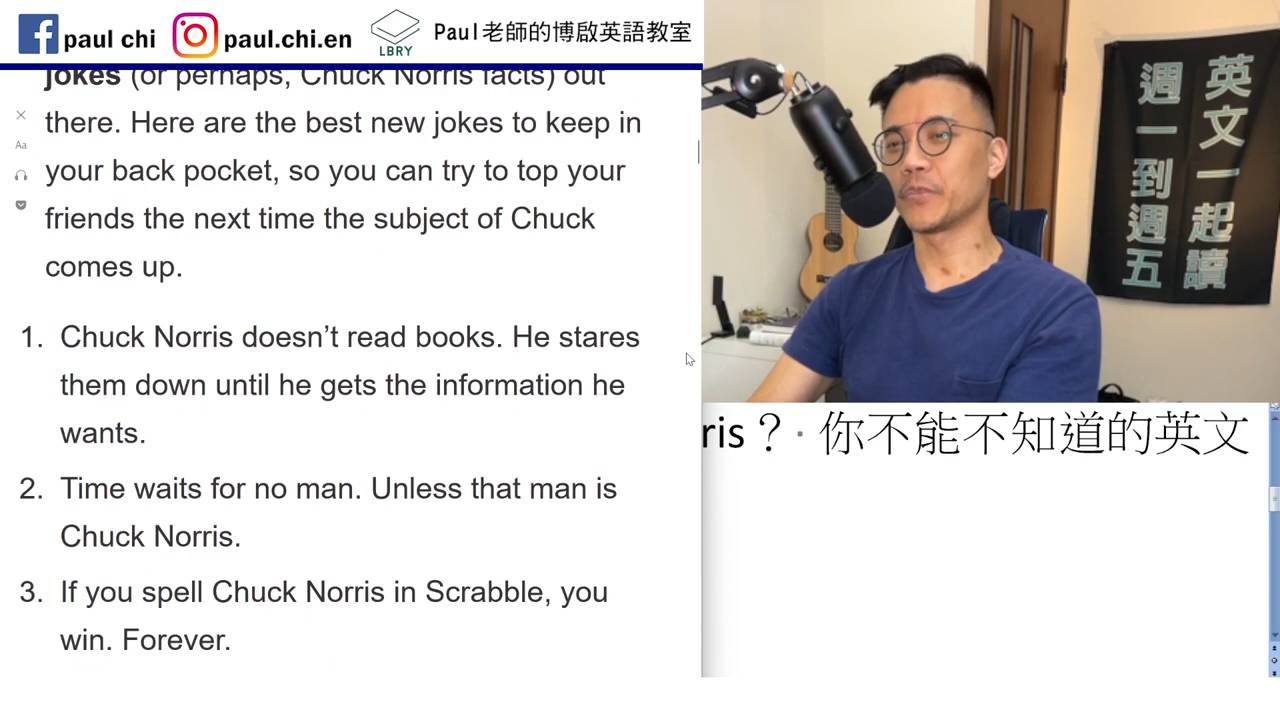 paul chi
paul.chi.en
LBRY
Paul老師的博啟英語教室
jokes (or perhaps, Chuck Norris facts) out
there. Here are the best new jokes to keep in
your back pocket, so you can try to top your
friends the next time the subject of Chuck
comes up.
1. Chuck Norris doesn’t read books. He stares
them down until he gets the information he
wants.
2. Time waits for no man. Unless that man is
Chuck Norris.
3. If you spell Chuck Norris in Scrabble, you
win. Forever.
Aa
英文一起讀
週一到週五
ris？·你不能不知道的英文